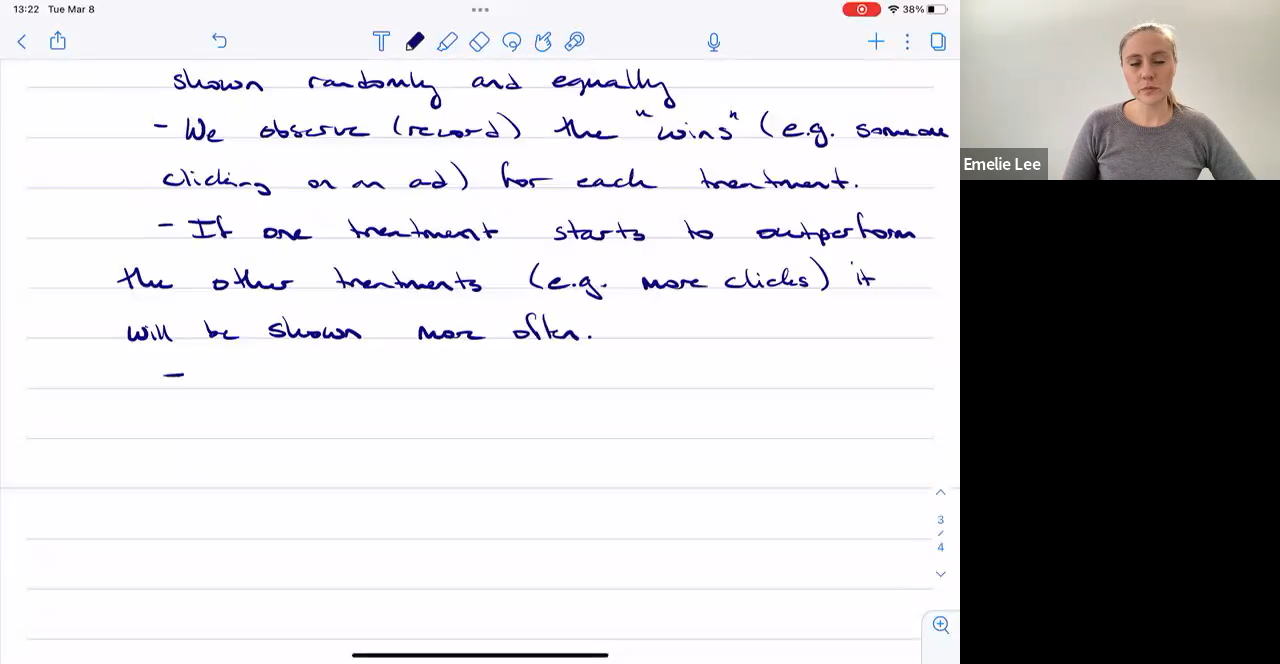 13:22 Tue Mar 8
38%
T
shown randomly and equally
- We observe (record) the "wins" (e.g. someone
clicking on an ad) for each treatment.
- If one treatment starts to outperform
the other treatments (e.g. more clicks) it
will be shown more often.
-
3
/
4
Emelie Lee